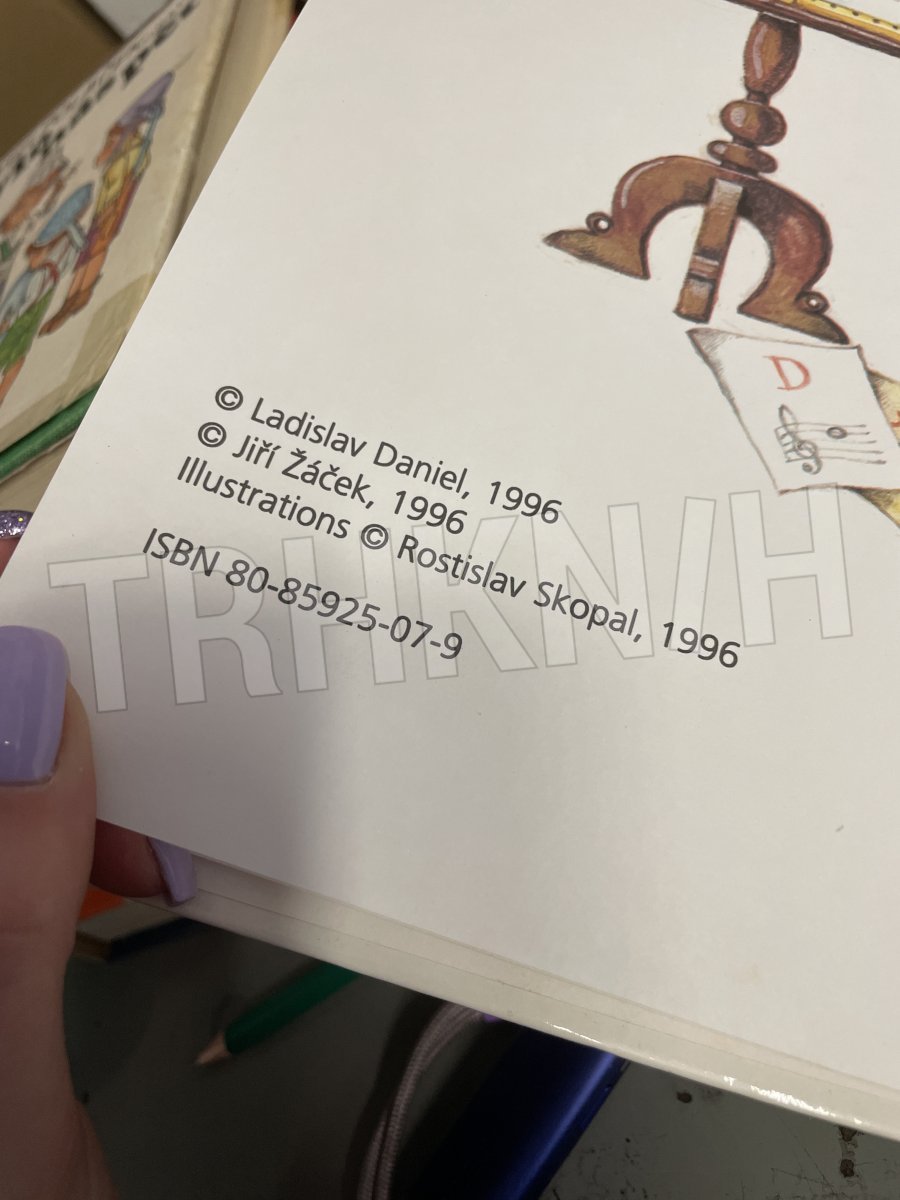 © Ladislav Daniel, 1996
© Jiří Žáček, 1996
Illustrations © Rostislav Skopal, 1996
ISBN 80-85925-07-9
D
TRHKNIH